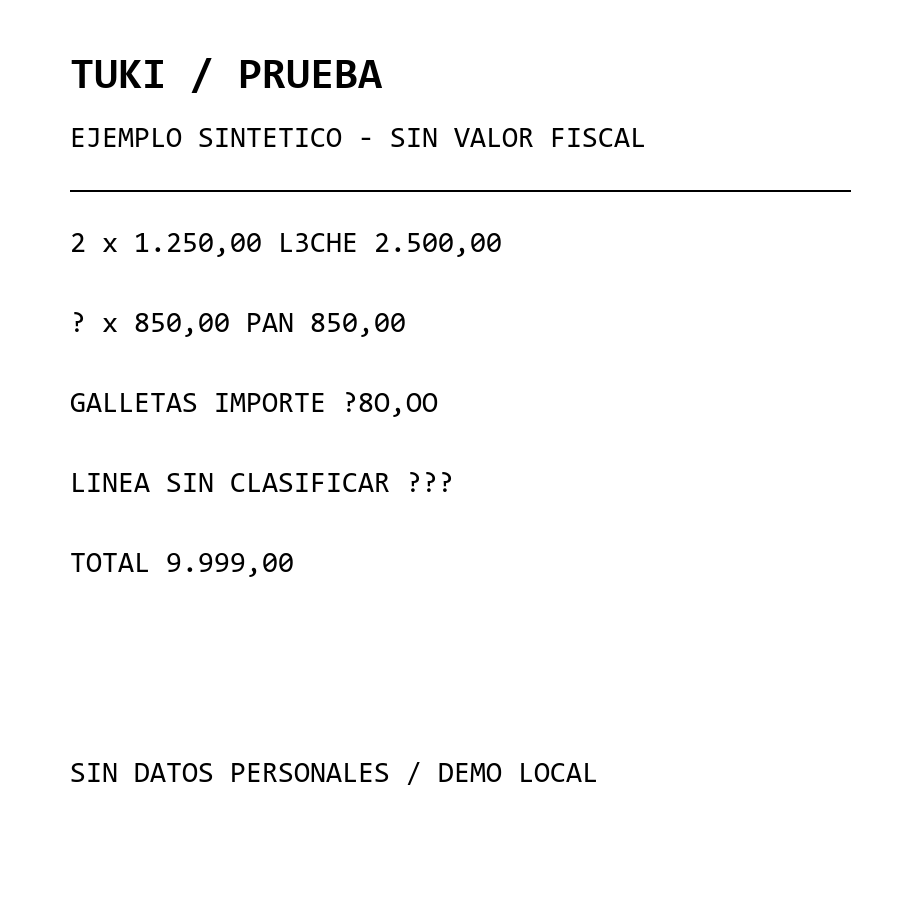 TUKI / PRUEBA
EJEMPLO SINTETICO - SIN VALOR FISCAL
2 x 1.250,00 L3CHE 2.500,00
? x 850,00 PAN 850,00
GALLETAS IMPORTE ?8O,OO
LINEA SIN CLASIFICAR ???
TOTAL 9.999,00
SIN DATOS PERSONALES / DEMO LOCAL